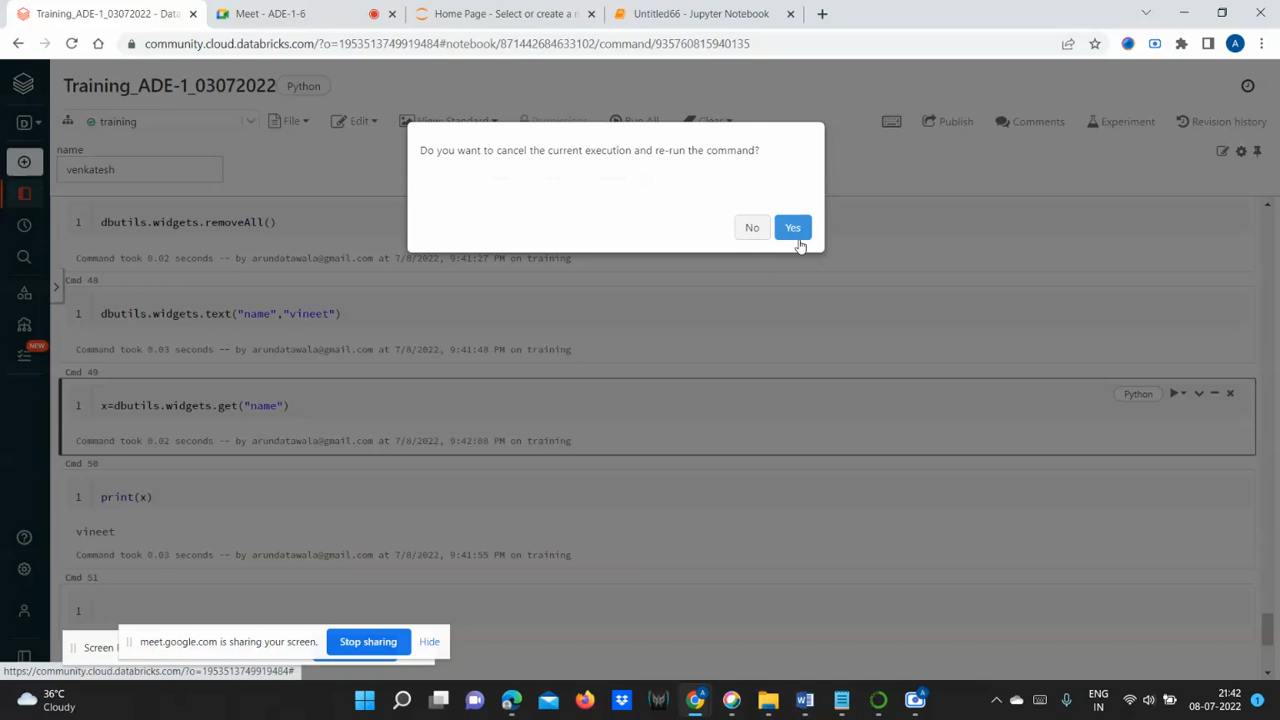 Training_ADE-1_03072022 - Data
Meet - ADE-1-6
Home Page - Select or create a n
Untitled66 - Jupyter Notebook
community.cloud.databricks.com/?o=1953513749919484#notebook/871442684633102/command/935760815940135
A
Training_ADE-1_03072022
Python
D
training
File
Edit
View: Standard
Permissions
Run All
Clear
Publish
Comments
Experiment
Revision history
name
venkatesh
Do you want to cancel the current execution and re-run the command?
No
Yes
1 dbutils.widgets.removeAll()
Command took 0.02 seconds -- by arundatawala@gmail.com at 7/8/2022, 9:41:27 PM on training
Cmd 48
1 dbutils.widgets.text("name","vineet")
Command took 0.03 seconds -- by arundatawala@gmail.com at 7/8/2022, 9:41:48 PM on training
NEW
Cmd 49
Python
1 x=dbutils.widgets.get("name")
Command took 0.02 seconds -- by arundatawala@gmail.com at 7/8/2022, 9:42:08 PM on training
Cmd 50
1 print(x)
vineet
Command took 0.03 seconds -- by arundatawala@gmail.com at 7/8/2022, 9:41:55 PM on training
Cmd 51
1
Screen
meet.google.com is sharing your screen.
Stop sharing
Hide
https://community.cloud.databricks.com/?o=1953513749919484#
36°C
Cloudy
ENG
IN
21:42
08-07-2022
1